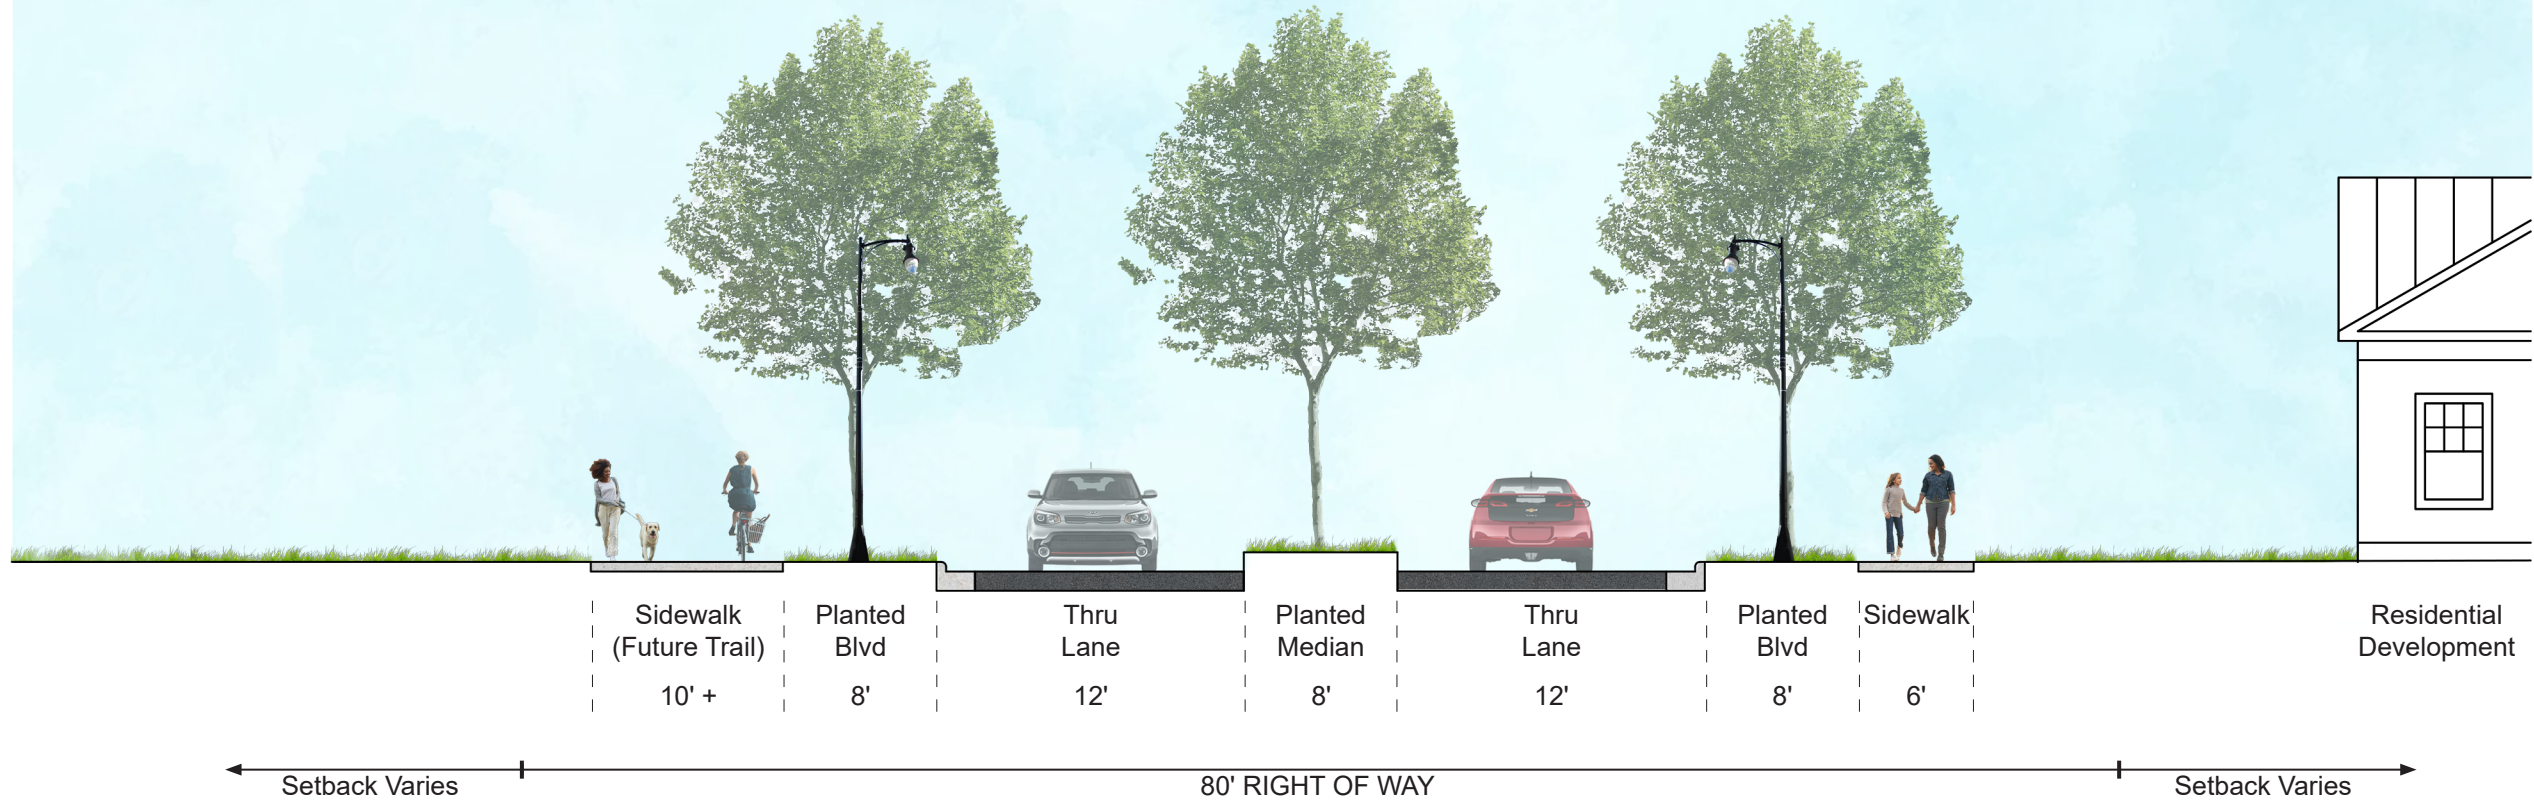 Sidewalk
(Future Trail)
10' +
Planted
Blvd
8'
Thru
Lane
12'
Planted
Median
8'
Thru
Lane
12'
Planted
Blvd
8'
Sidewalk
6'
Residential
Development
Setback Varies
80' RIGHT OF WAY
Setback Varies